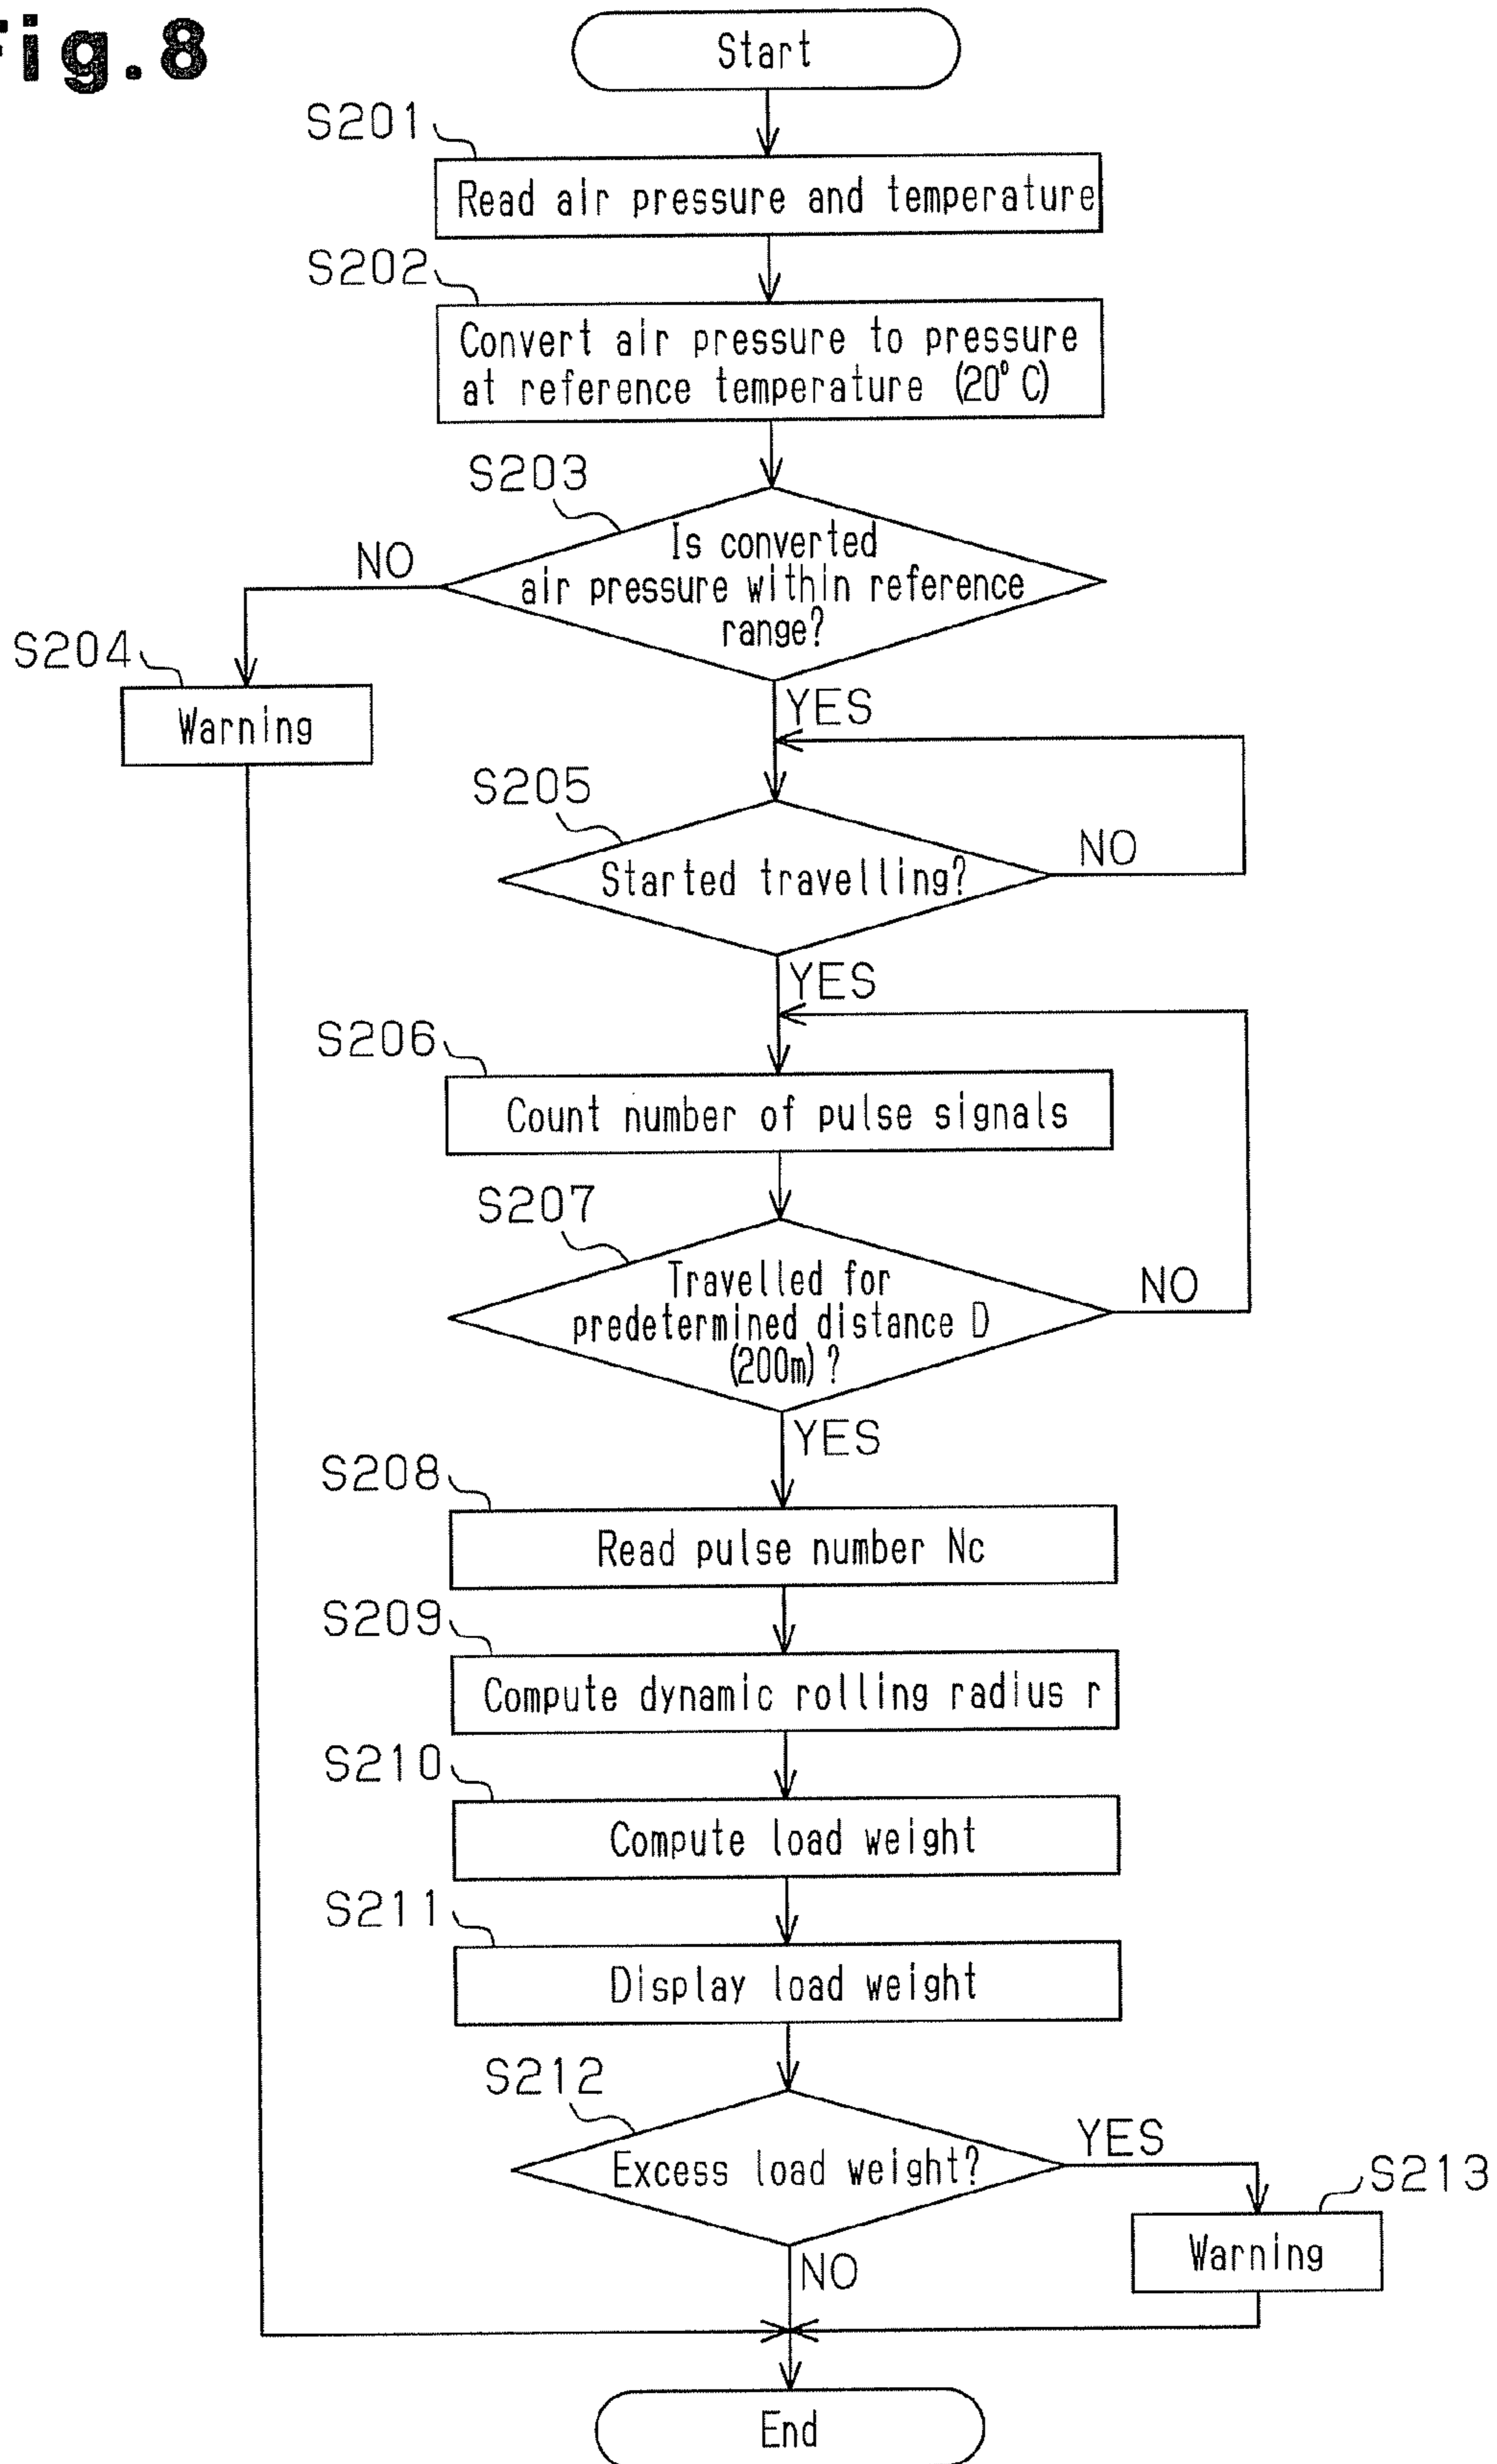 Fig.8
Start
S201
Read air pressure and temperature
S202
Convert air pressure to pressure
at reference temperature (20° C)
S203
Is converted
air pressure within reference
range?
NO
YES
S204
Warning
S205
Started travelling?
NO
YES
S206
Count number of pulse signals
S207
Travelled for
predetermined distance D
(200m) ?
NO
YES
S208
Read pulse number Nc
S209
Compute dynamic rolling radius r
S210
Compute load weight
S211
Display load weight
S212
Excess load weight?
YES
S213
Warning
NO
End